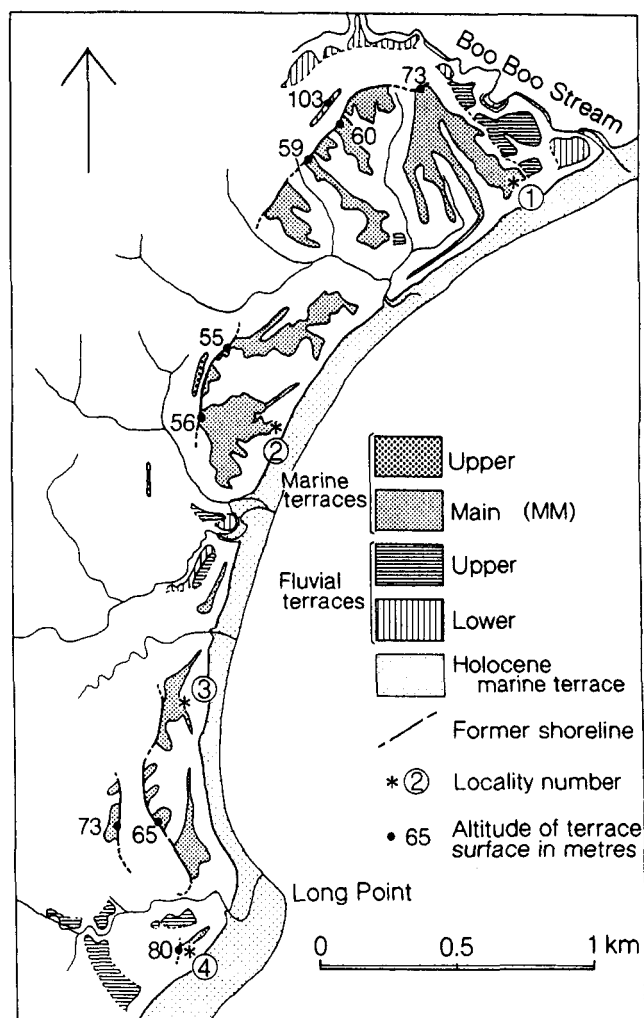 Boo Boo Stream
73
103
60
59
1
55
56
2
Marine
terraces
Upper
Main (MM)
Fluvial
terraces
Upper
Lower
Holocene
marine terrace
Former shoreline
* ② Locality number
• 65 Altitude of terrace
surface in metres
3
73
65
Long Point
80
4
0 0.5 1 km